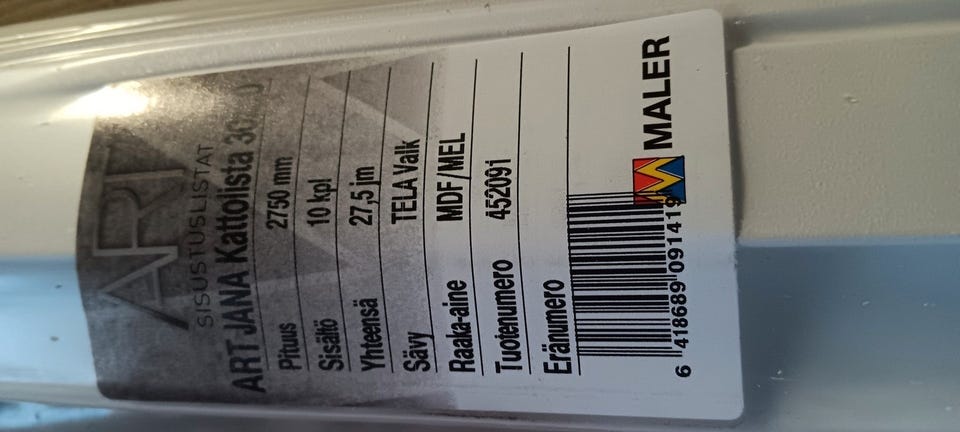 ART
SISUSTUSLISTAT
ART JANA Kattolista
Pituus 2750 mm
Sisältö 10 kpl
Yhteensä 27,5 jm
Sävy TELA Valk
Raaka-aine MDF/MEL
Tuotenumero 452091
Eränumero
6 418689 091419
MALER